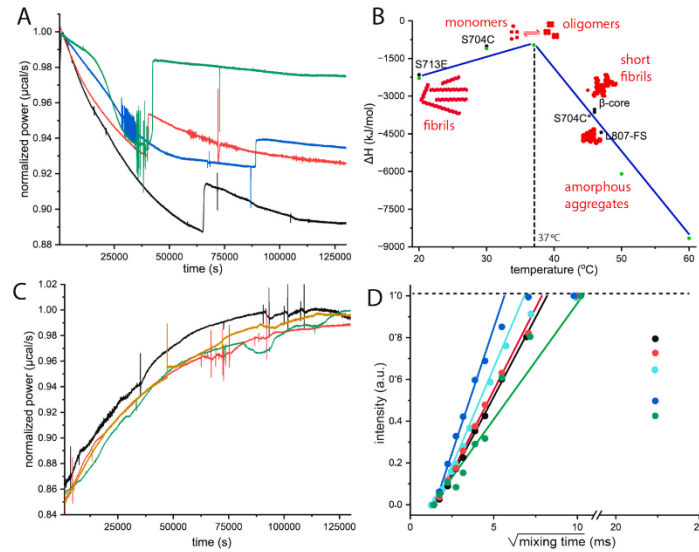 A
1.00
0.98
0.96
0.94
0.92
0.90
0.88
0
25000
50000
75000
100000
125000
normalized power (µcal/s)
time (s)
B
0
−1500
−3000
−4500
−6000
−7500
−9000
20
30
40
50
60
ΔH (kJ/mol)
temperature (°C)
monomers
oligomers
S704C
S713E
short
fibrils
fibrils
β-core
S704C
L807-FS
amorphous
aggregates
37°C
C
1.02
1.00
0.98
0.96
0.94
0.92
0.90
0.88
0.86
0.84
25000
50000
75000
100000
125000
normalized power (µcal/s)
time (s)
D
1'0
0'8
0'6
0.4
0.2
0.0
0
5
10
20
2
intensity (a.u.)
√mixing time (ms)